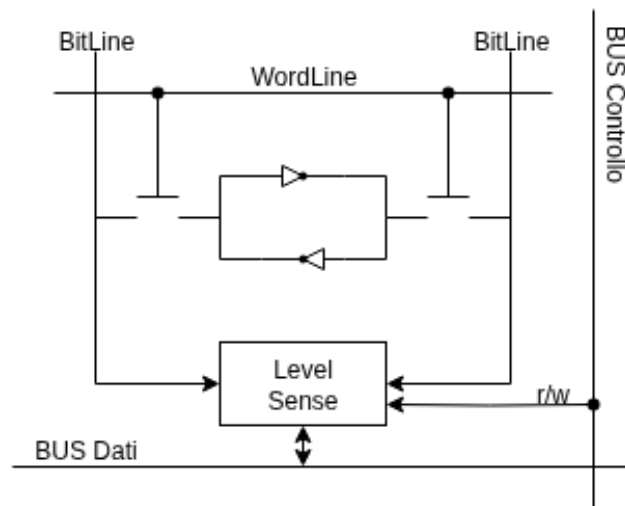 BitLine
BitLine
WordLine
BUS Controllo
Level
Sense
r/w
BUS Dati